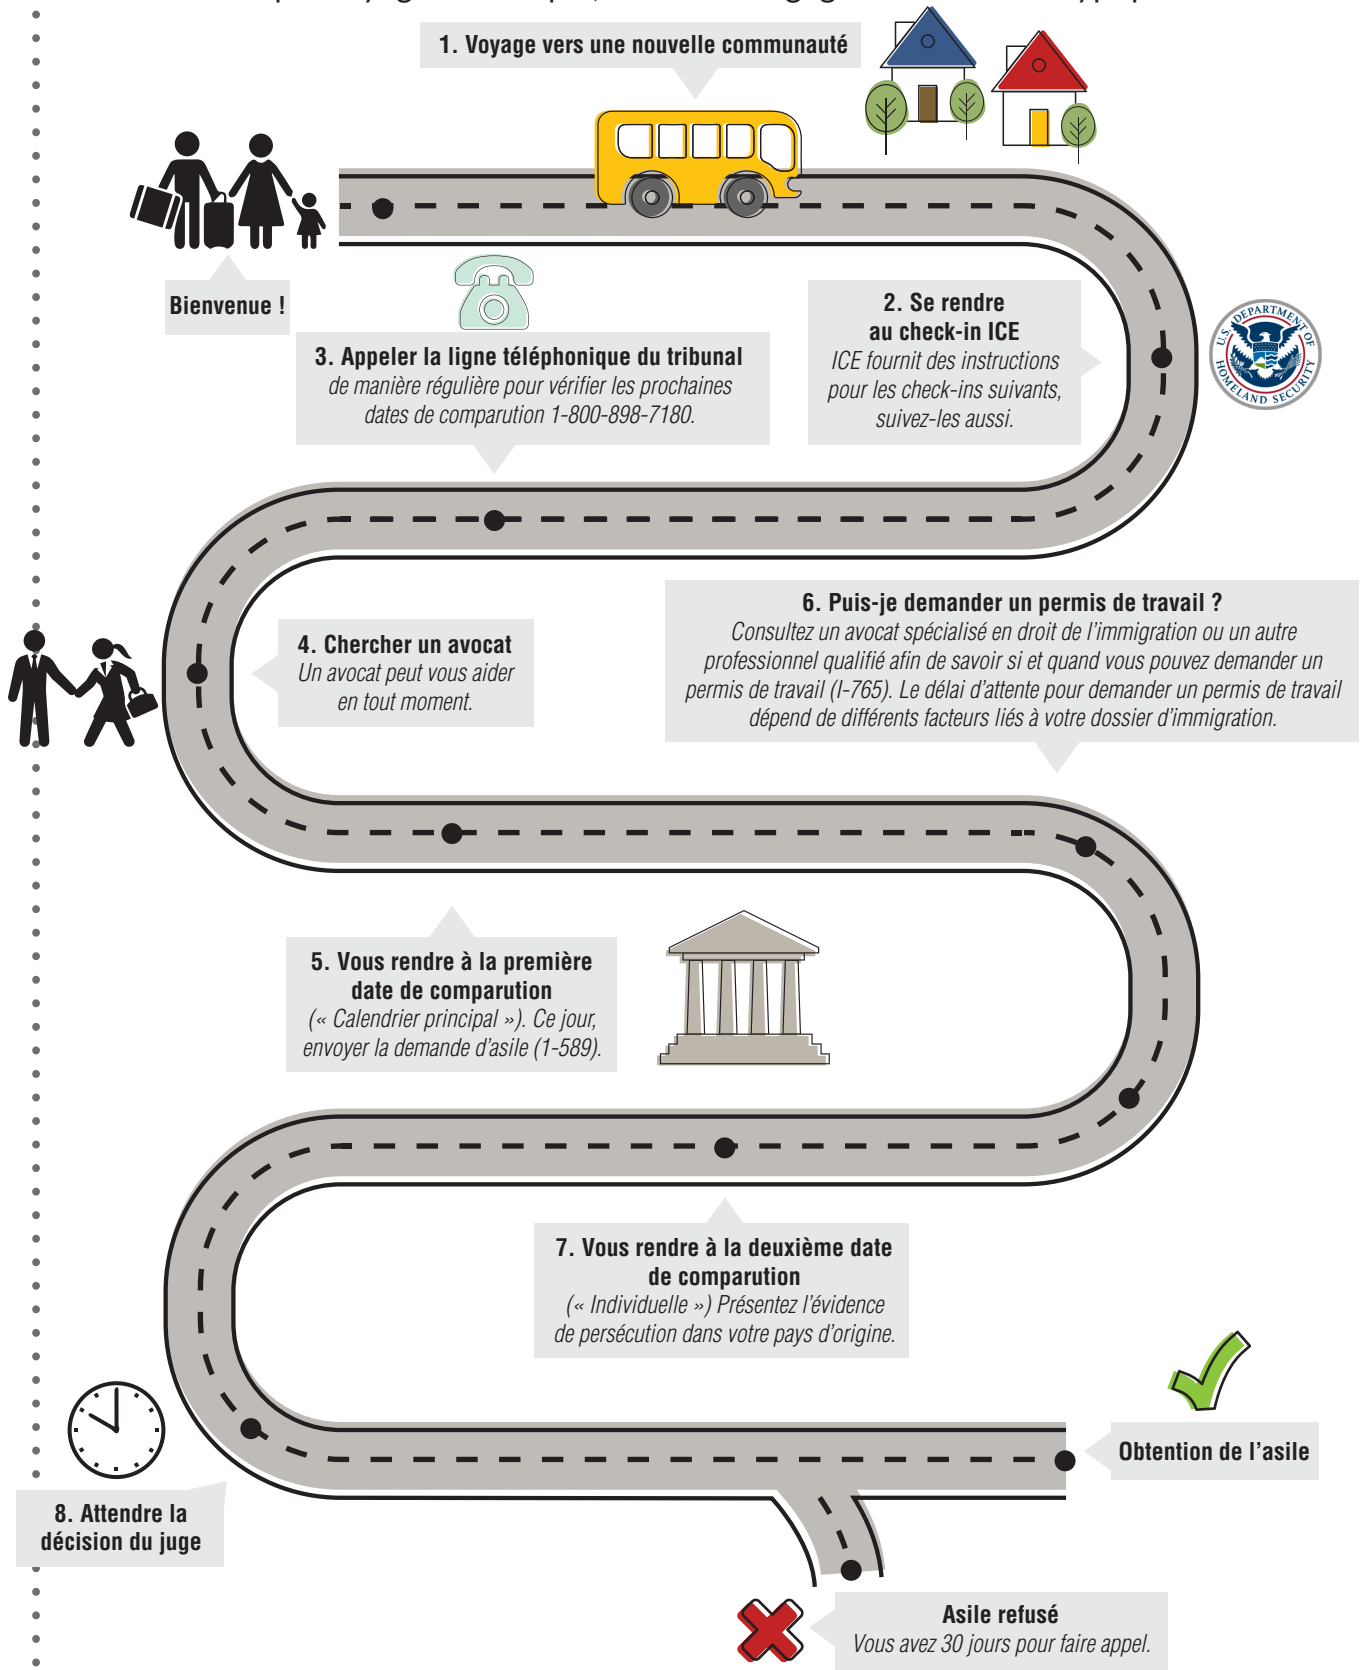 1. Voyage vers une nouvelle communauté
Bienvenue !
2. Se rendre
au check-in ICE
ICE fournit des instructions
pour les check-ins suivants,
suivez-les aussi.
U.S. DEPARTMENT OF
HOMELAND SECURITY
3. Appeler la ligne téléphonique du tribunal
de manière régulière pour vérifier les prochaines
dates de comparution 1-800-898-7180.
4. Chercher un avocat
Un avocat peut vous aider
en tout moment.
5. Vous rendre à la première
date de comparution
(« Calendrier principal »). Ce jour,
envoyer la demande d’asile (1-589).
6. Puis-je demander un permis de travail ?
Consultez un avocat spécialisé en droit de l’immigration ou un autre
professionnel qualifié afin de savoir si et quand vous pouvez demander un
permis de travail (I-765). Le délai d’attente pour demander un permis de travail
dépend de différents facteurs liés à votre dossier d’immigration.
7. Vous rendre à la deuxième date
de comparution
(« Individuelle ») Présentez l’évidence
de persécution dans votre pays d’origine.
8. Attendre la
décision du juge
Obtention de l’asile
Asile refusé
Vous avez 30 jours pour faire appel.